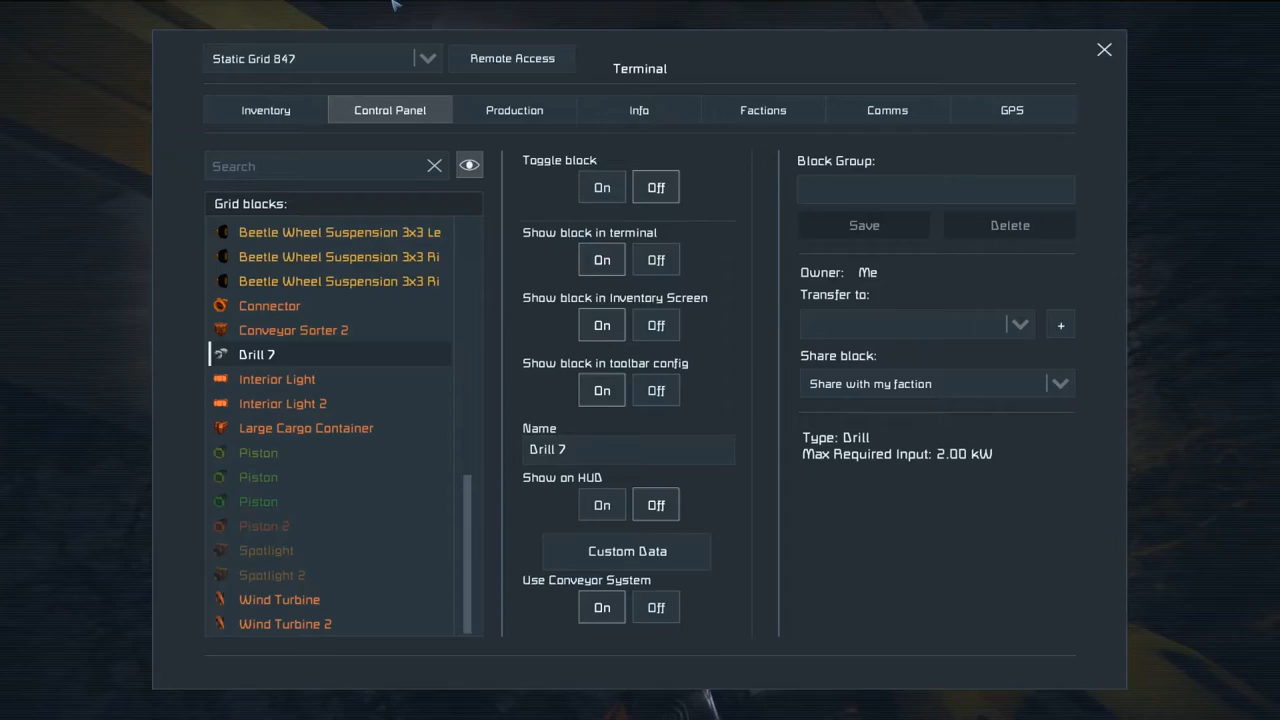 Static Grid 847
Remote Access
Terminal
Inventory
Control Panel
Production
Info
Factions
Comms
GPS
Search
Grid blocks:
Beetle Wheel Suspension 3x3 Le
Beetle Wheel Suspension 3x3 Ri
Beetle Wheel Suspension 3x3 Ri
Connector
Conveyor Sorter 2
Drill 7
Interior Light
Interior Light 2
Large Cargo Container
Piston
Piston
Piston
Piston 2
Spotlight
Spotlight 2
Wind Turbine
Wind Turbine 2
Toggle block
On Off
Show block in terminal
On Off
Show block in Inventory Screen
On Off
Show block in toolbar config
On Off
Name
Drill 7
Show on HUD
On Off
Custom Data
Use Conveyor System
On Off
Block Group:
Save Delete
Owner: Me
Transfer to:
+
Share block:
Share with my faction
Type: Drill
Max Required Input: 2.00 kW